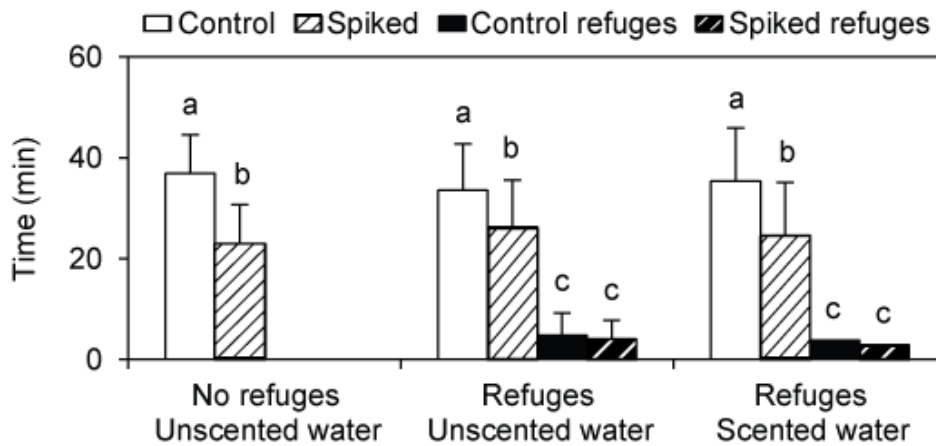 Control Spiked Control refuges Spiked refuges
60
40
20
0
Time (min)
a
b
a
b
c
c
a
b
c
c
No refuges
Unscented water
Refuges
Unscented water
Refuges
Scented water